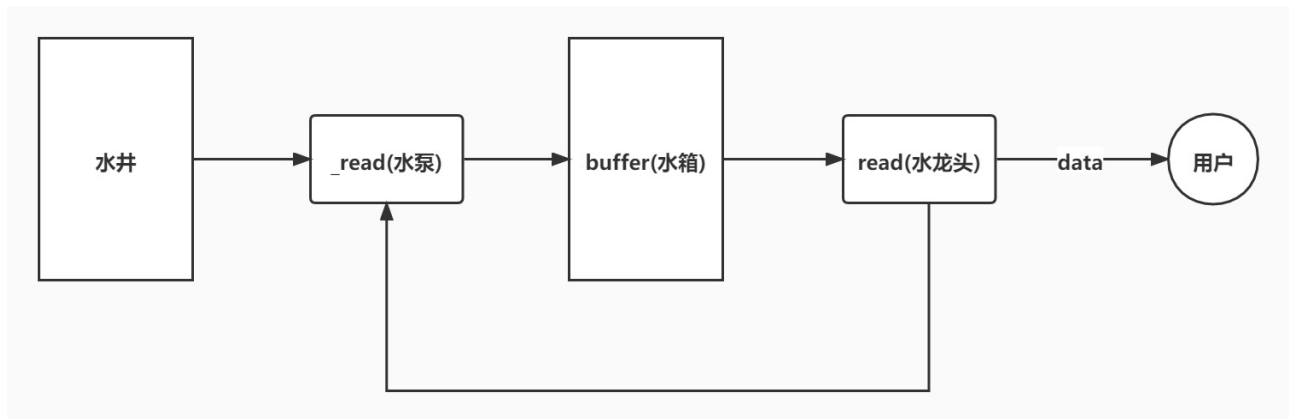 水井
_read(水泵)
buffer(水箱)
read(水龙头)
data
用户